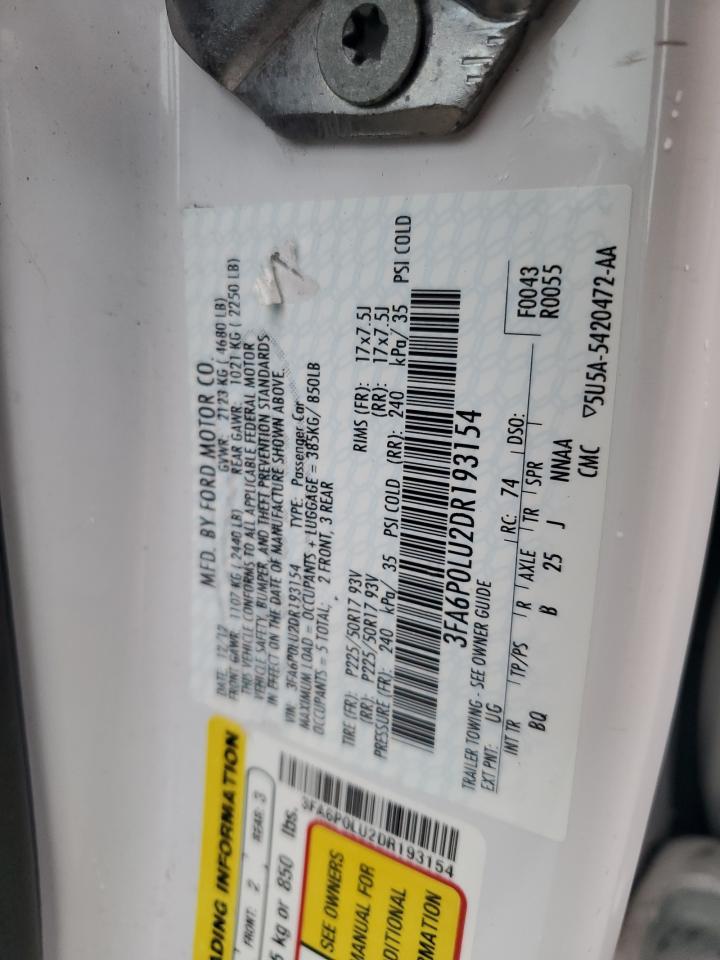 MFD. BY FORD MOTOR CO.
DATE: 12/12 GVWR: 2123 KG ( 4680 LB)
FRONT GAWR: 1107 KG ( 2440 LB) REAR GAWR: 1021 KG ( 2250 LB)
THIS VEHICLE CONFORMS TO ALL APPLICABLE FEDERAL MOTOR
VEHICLE SAFETY, BUMPER, AND THEFT PREVENTION STANDARDS
IN EFFECT ON THE DATE OF MANUFACTURE SHOWN ABOVE.
VIN: 3FA6P0LU2DR193154 TYPE: Passenger Car
MAXIMUM LOAD = OCCUPANTS + LUGGAGE = 385KG/ 850LB
OCCUPANTS = 5 TOTAL; 2 FRONT, 3 REAR
TIRE (FR): P225/50R17 93V RIMS (FR): 17x7.5J
(RR): P225/50R17 93V (RR): 17x7.5J
PRESSURE (FR): 240 kPa/ 35 PSI COLD (RR): 240 kPa/ 35 PSI COLD
3FA6P0LU2DR193154
TRAILER TOWING - SEE OWNER GUIDE
EXT PNT: UG RC: 74 DSO: F0043
R0055
INT TR TP/PS R AXLE TR SPR
BQ B 25 J NNAA
CMC ▽5U5A-5420472-AA
ADING INFORMATION
FRONT: 2 REAR: 3
5 kg or 850 lbs.
3FA6P0LU2DR193154
SEE OWNERS
MANUAL FOR
DITIONAL
RMATION